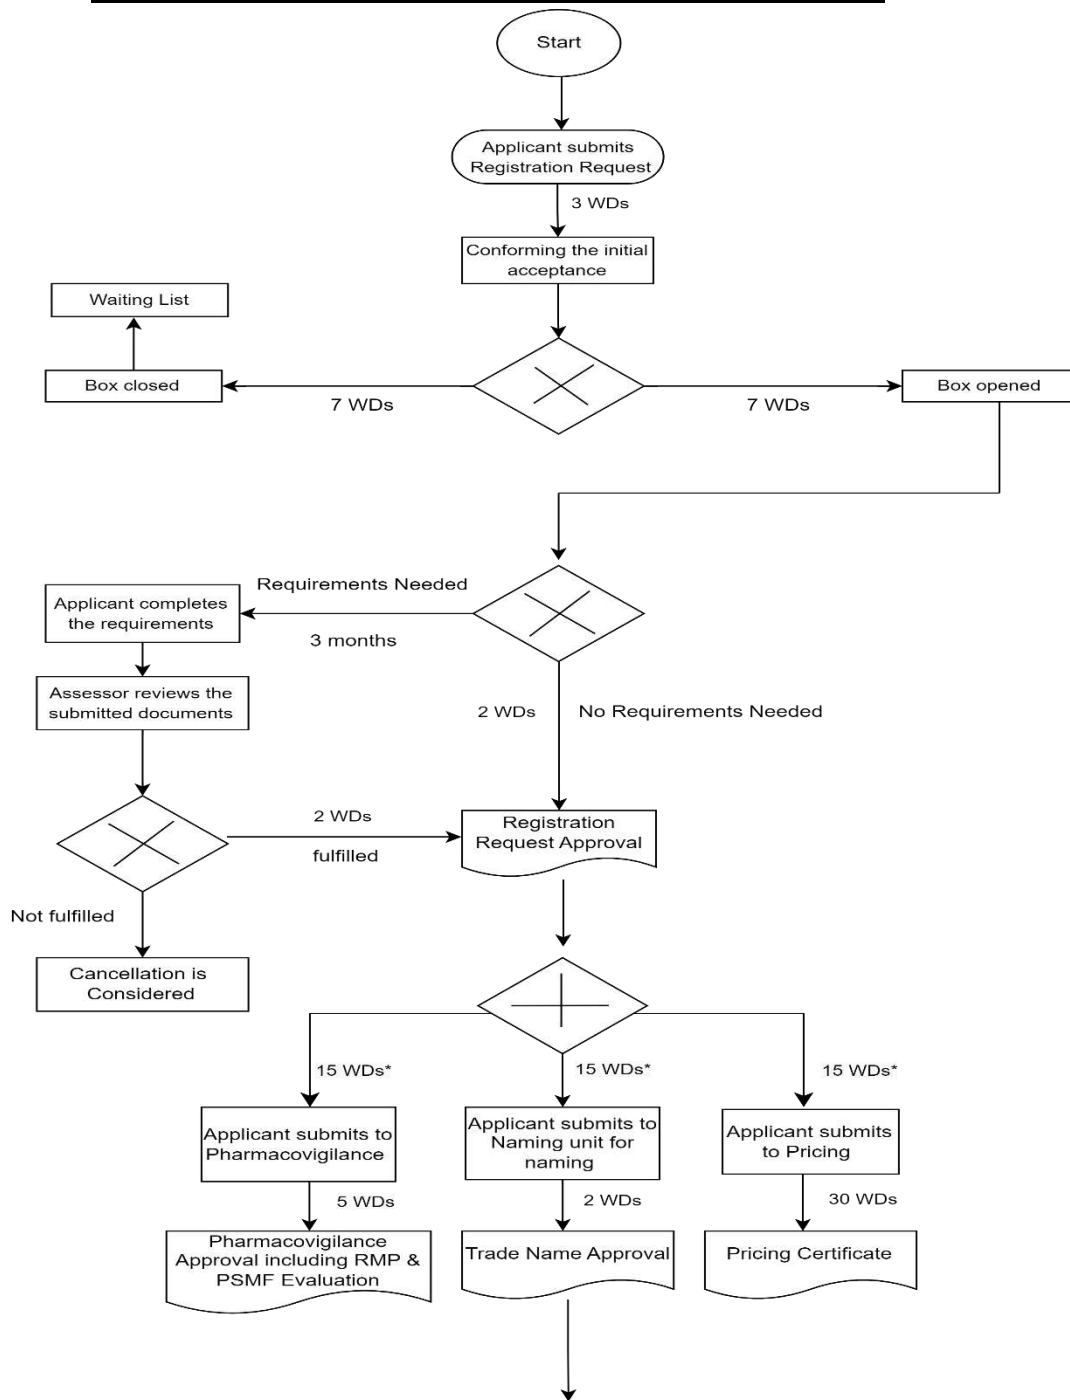 Start
Applicant submits
Registration Request
3 WDs
Conforming the initial
acceptance
Waiting List
Box closed
7 WDs
7 WDs
Box opened
Requirements Needed
Applicant completes
the requirements
3 months
Assessor reviews the
submitted documents
2 WDs
No Requirements Needed
2 WDs
fulfilled
Registration
Request Approval
Not fulfilled
Cancellation is
Considered
15 WDs*
15 WDs*
15 WDs*
Applicant submits to
Pharmacovigilance
Applicant submits to
Naming unit for
naming
Applicant submits
to Pricing
5 WDs
2 WDs
30 WDs
Pharmacovigilance
Approval including RMP &
PSMF Evaluation
Trade Name Approval
Pricing Certificate